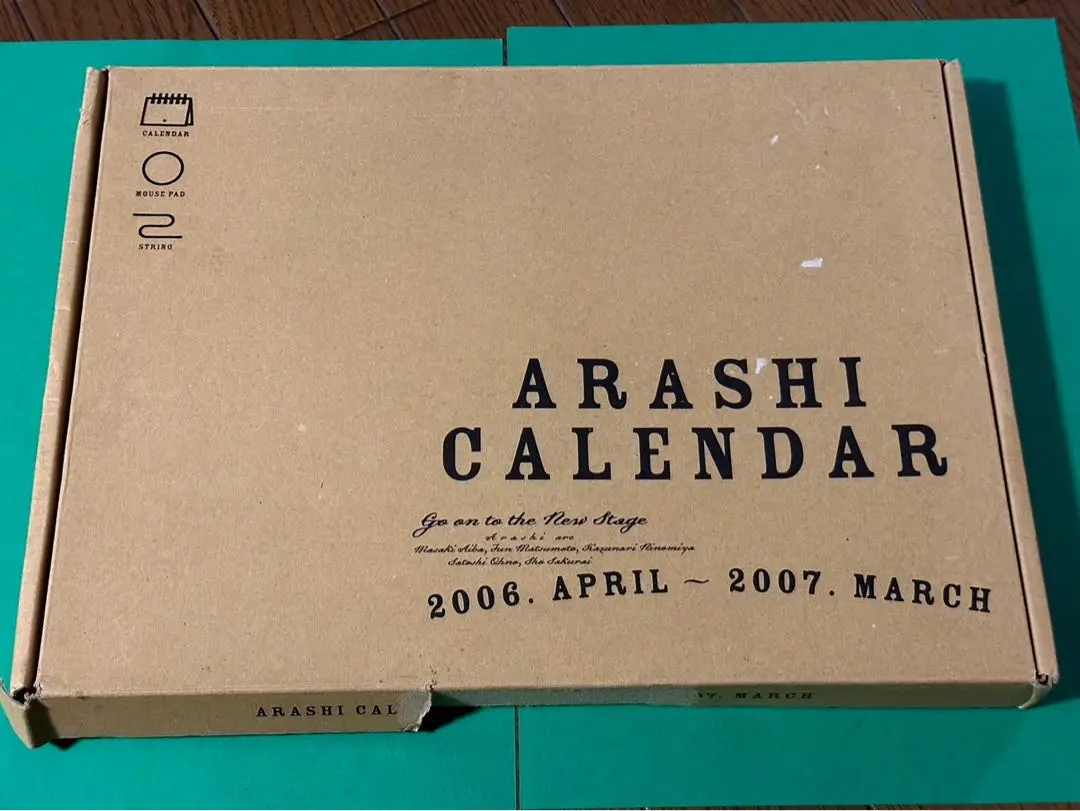 CALENDAR
MOUSE PAD
STRING
ARASHI
CALENDAR
Go on to the New Stage
Arashi are
Masaki Aiba, Jun Matsumoto, Kazunari Ninomiya
Satoshi Ohno, Sho Sakurai
2006. APRIL ~ 2007. MARCH
ARASHI CAL
07. MARCH